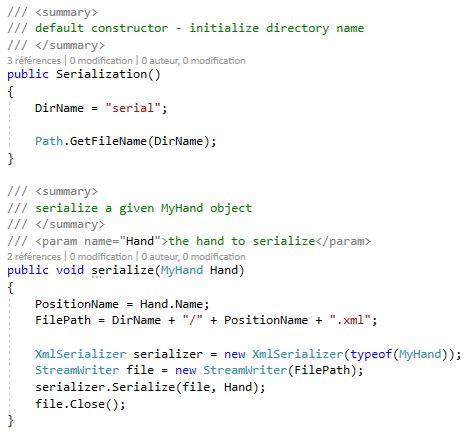 /// <summary>
/// default constructor - initialize directory name
/// </summary>
3 références | 0 modification | 0 auteur, 0 modification
public Serialization()
{
    DirName = "serial";

    Path.GetFileName(DirName);
}

/// <summary>
/// serialize a given MyHand object
/// </summary>
/// <param name="Hand">the hand to serialize</param>
2 références | 0 modification | 0 auteur, 0 modification
public void serialize(MyHand Hand)
{
    PositionName = Hand.Name;
    FilePath = DirName + "/" + PositionName + ".xml";

    XmlSerializer serializer = new XmlSerializer(typeof(MyHand));
    StreamWriter file = new StreamWriter(FilePath);
    serializer.Serialize(file, Hand);
    file.Close();
}